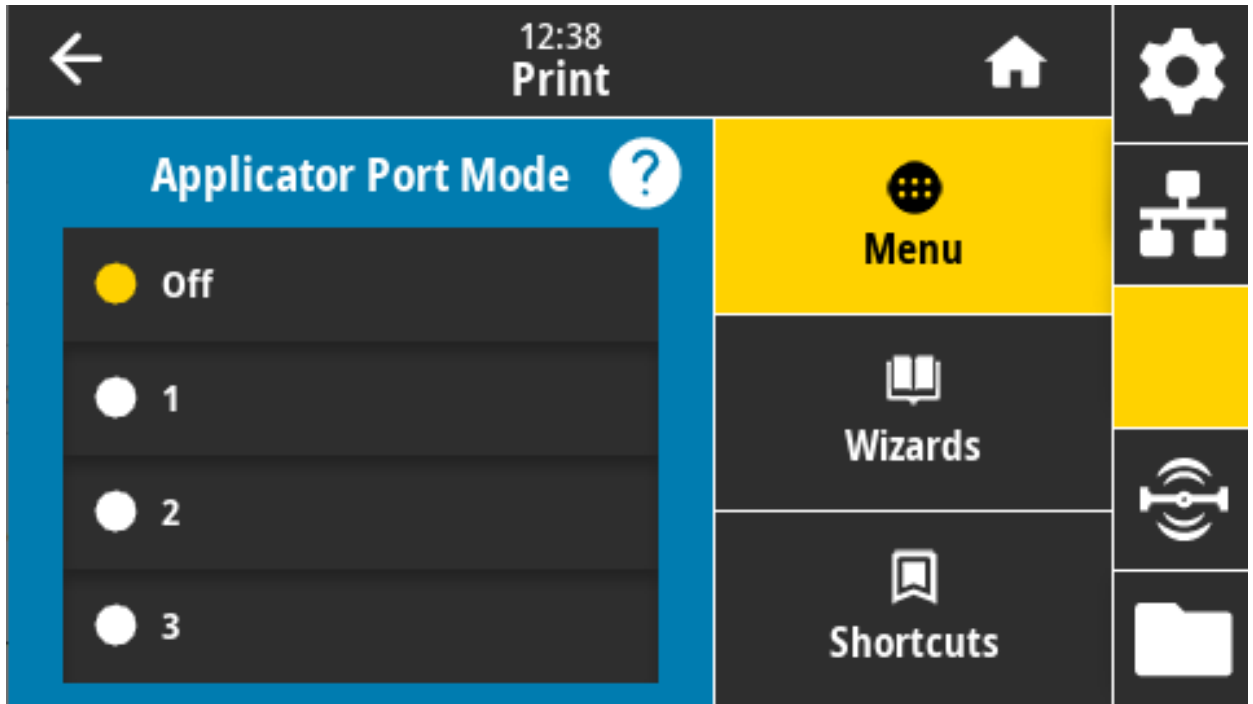 12:38
Print
Applicator Port Mode ?
Off
1
2
3
Menu
Wizards
Shortcuts